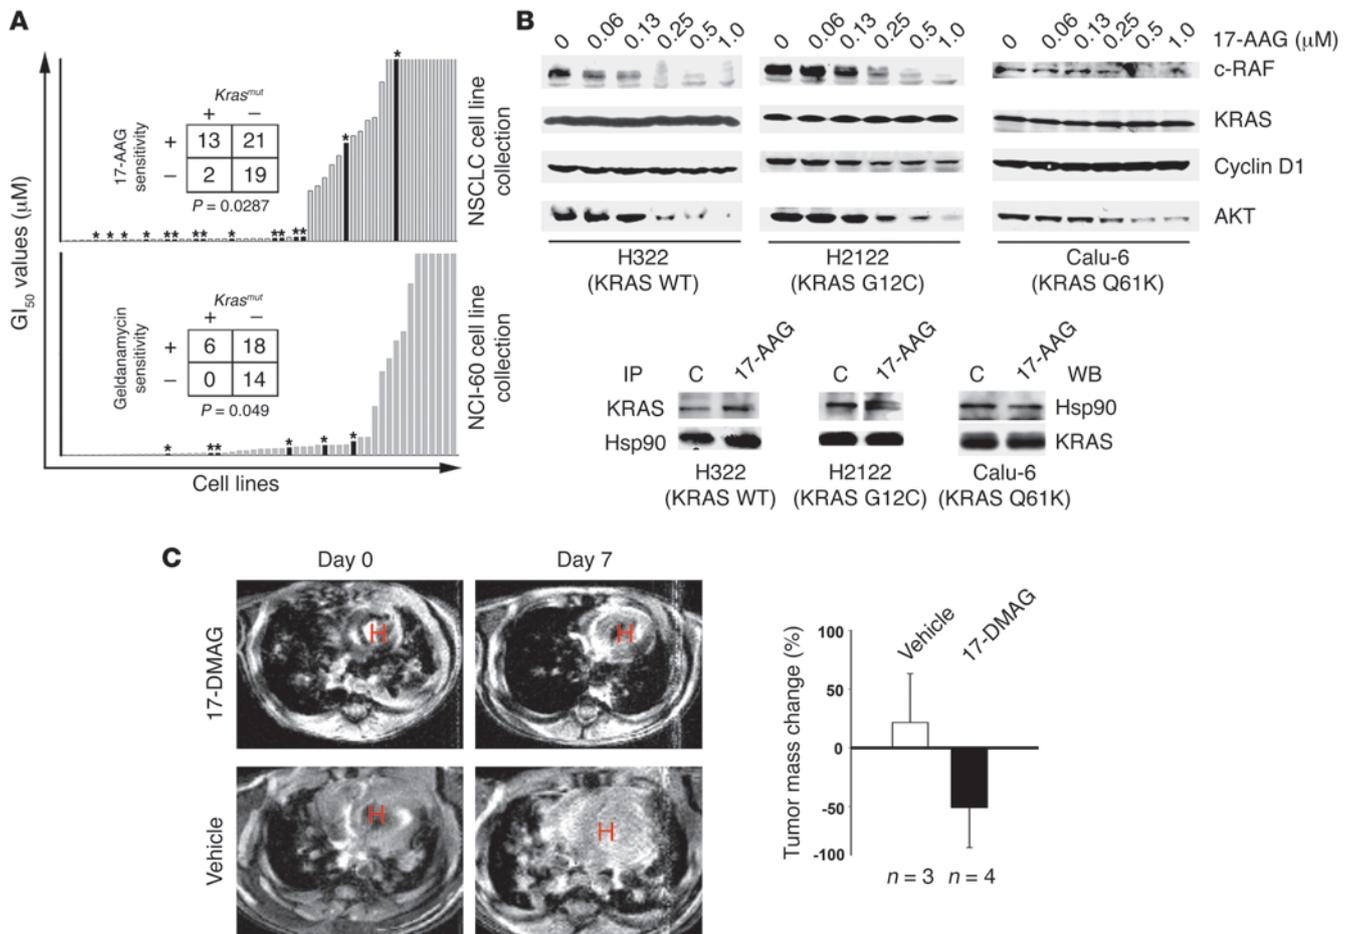 A
GI50 values (µM)
Krasmut
+ −
17-AAG
sensitivity
+ 13 21
− 2 19
P = 0.0287
* * * * ** ** * ** ** * *
NSCLC cell line
collection
Krasmut
+ −
Geldanamycin
sensitivity
+ 6 18
− 0 14
P = 0.049
* ** * * *
NCI-60 cell line
collection
Cell lines
B
0 0.06 0.13 0.25 0.5 1.0
0 0.06 0.13 0.25 0.5 1.0
0 0.06 0.13 0.25 0.5 1.0
17-AAG (µM)
c-RAF
KRAS
Cyclin D1
AKT
H322
(KRAS WT)
H2122
(KRAS G12C)
Calu-6
(KRAS Q61K)
IP C 17-AAG C 17-AAG C 17-AAG WB
KRAS Hsp90
Hsp90 KRAS
H322
(KRAS WT)
H2122
(KRAS G12C)
Calu-6
(KRAS Q61K)
C
Day 0 Day 7
17-DMAG
H H
Vehicle
H H
Tumor mass change (%)
Vehicle 17-DMAG
100
50
0
-50
-100
n = 3 n = 4